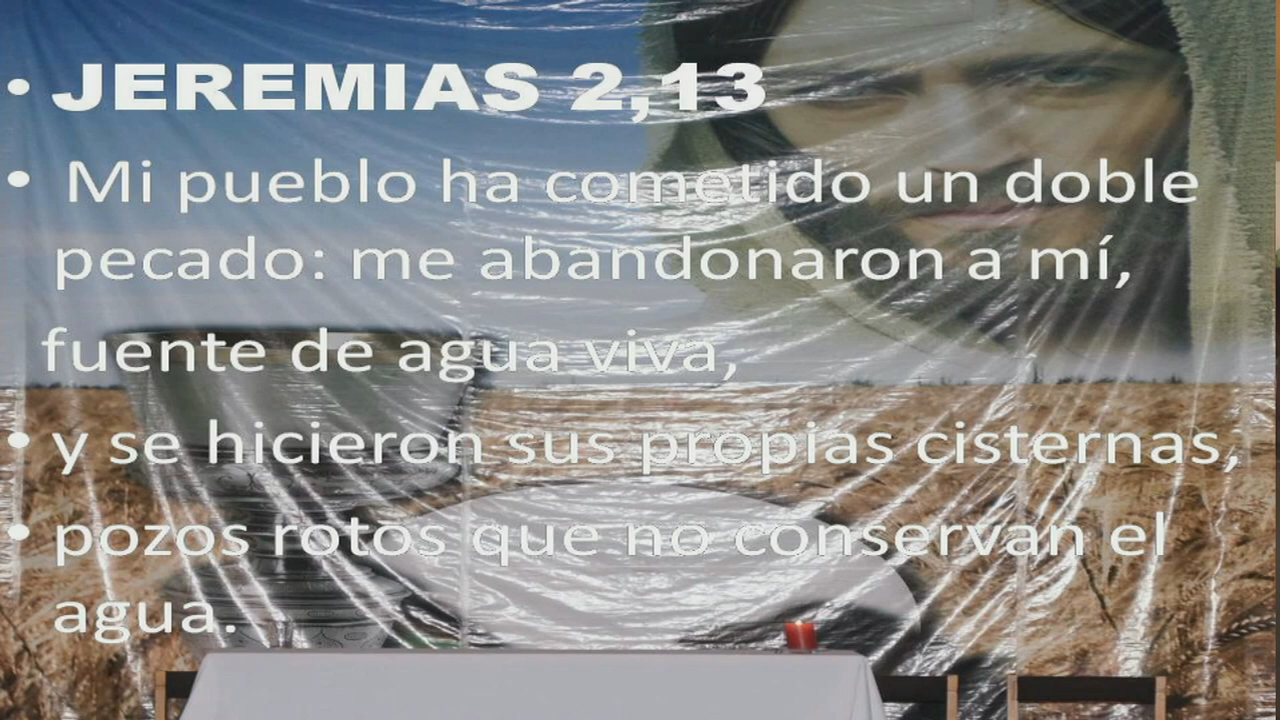 • JEREMIAS 2,13
• Mi pueblo ha cometido un doble
pecado: me abandonaron a mí,
fuente de agua viva,
• y se hicieron sus propias cisternas,
• pozos rotos que no conservan el
agua.